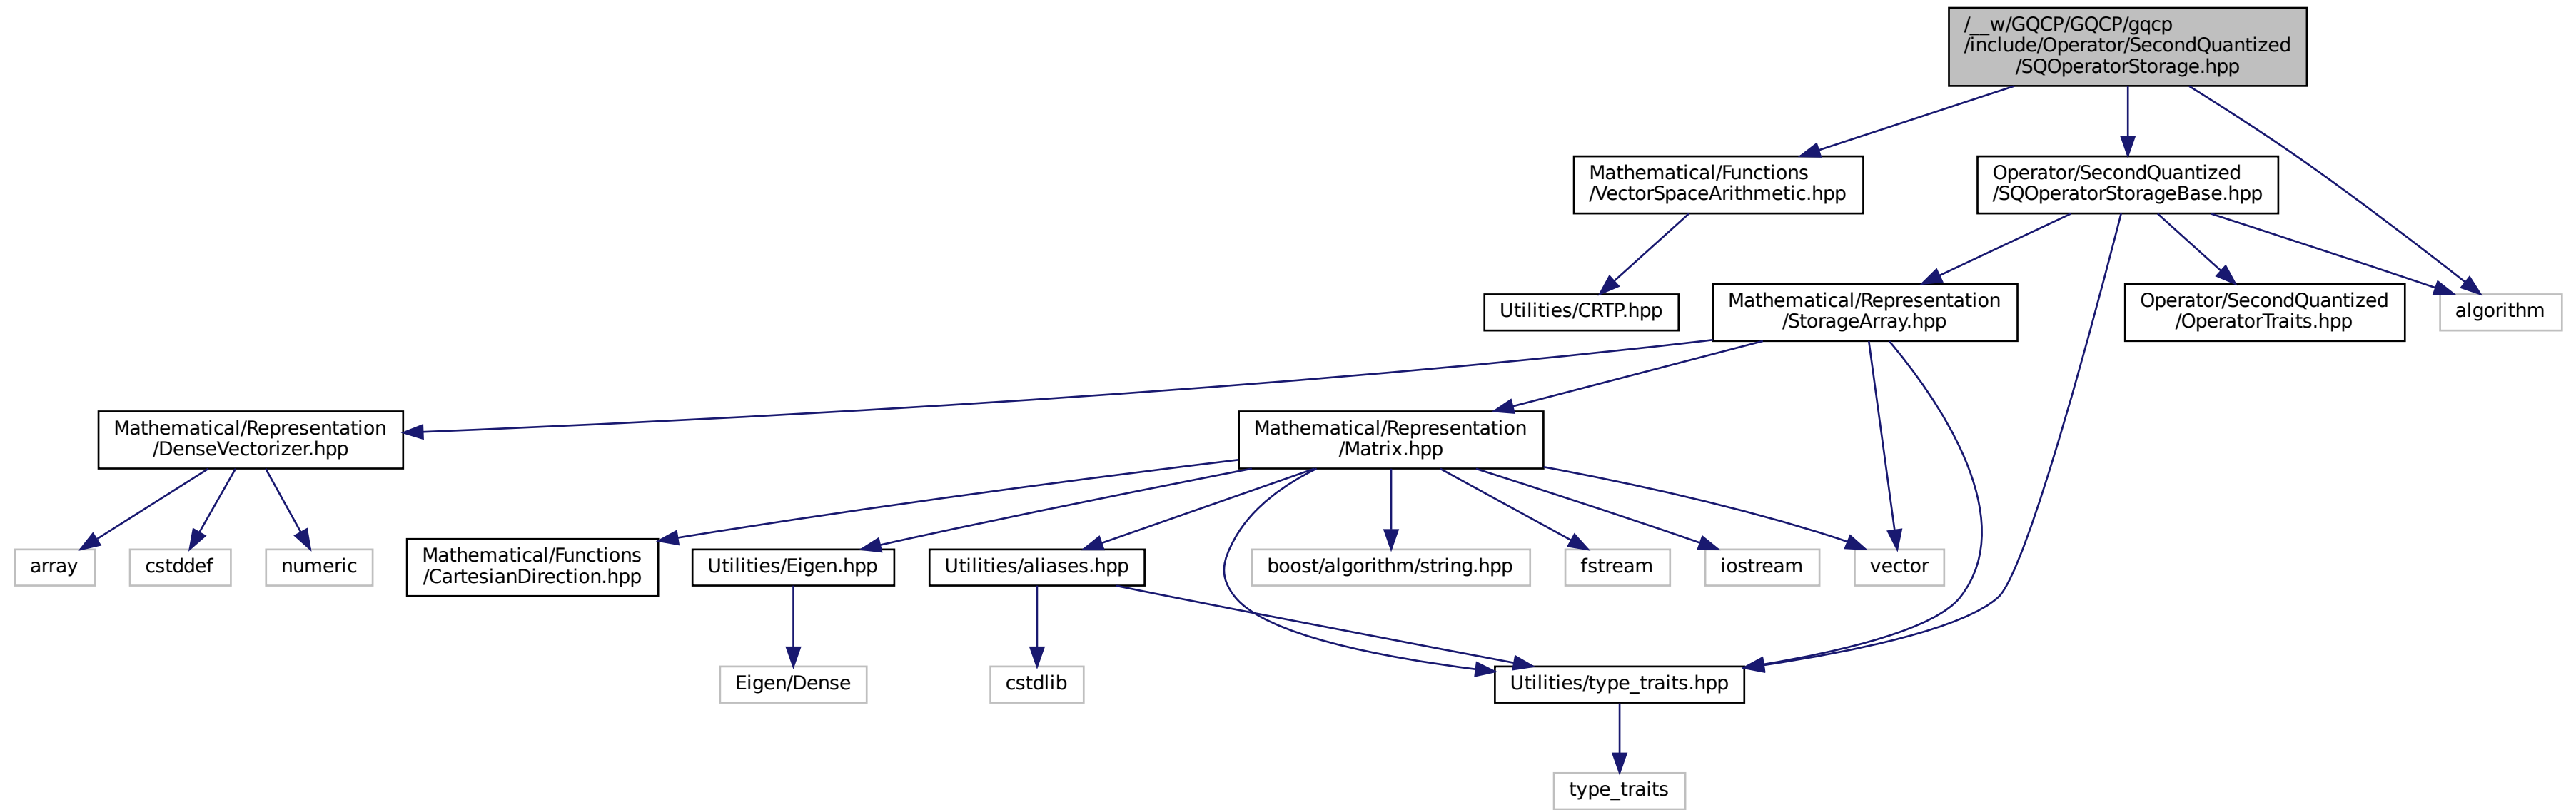 /__w/GQCP/GQCP/gqcp
/include/Operator/SecondQuantized
/SQOperatorStorage.hpp
Mathematical/Functions
/VectorSpaceArithmetic.hpp
Operator/SecondQuantized
/SQOperatorStorageBase.hpp
Utilities/CRTP.hpp
Mathematical/Representation
/StorageArray.hpp
Operator/SecondQuantized
/OperatorTraits.hpp
algorithm
Mathematical/Representation
/DenseVectorizer.hpp
Mathematical/Representation
/Matrix.hpp
array
cstddef
numeric
Mathematical/Functions
/CartesianDirection.hpp
Utilities/Eigen.hpp
Utilities/aliases.hpp
boost/algorithm/string.hpp
fstream
iostream
vector
Eigen/Dense
cstdlib
Utilities/type_traits.hpp
type_traits